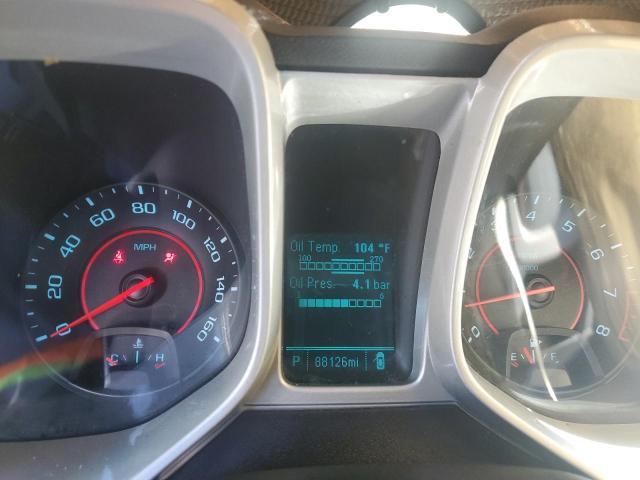 0 20 40 60 80 100 120 140 160
MPH
C H
Oil Temp. 104 °F
100 270
Oil Pres. 4.1 bar
6
P 88126mi
0 3 4 5 6 7 8
E F